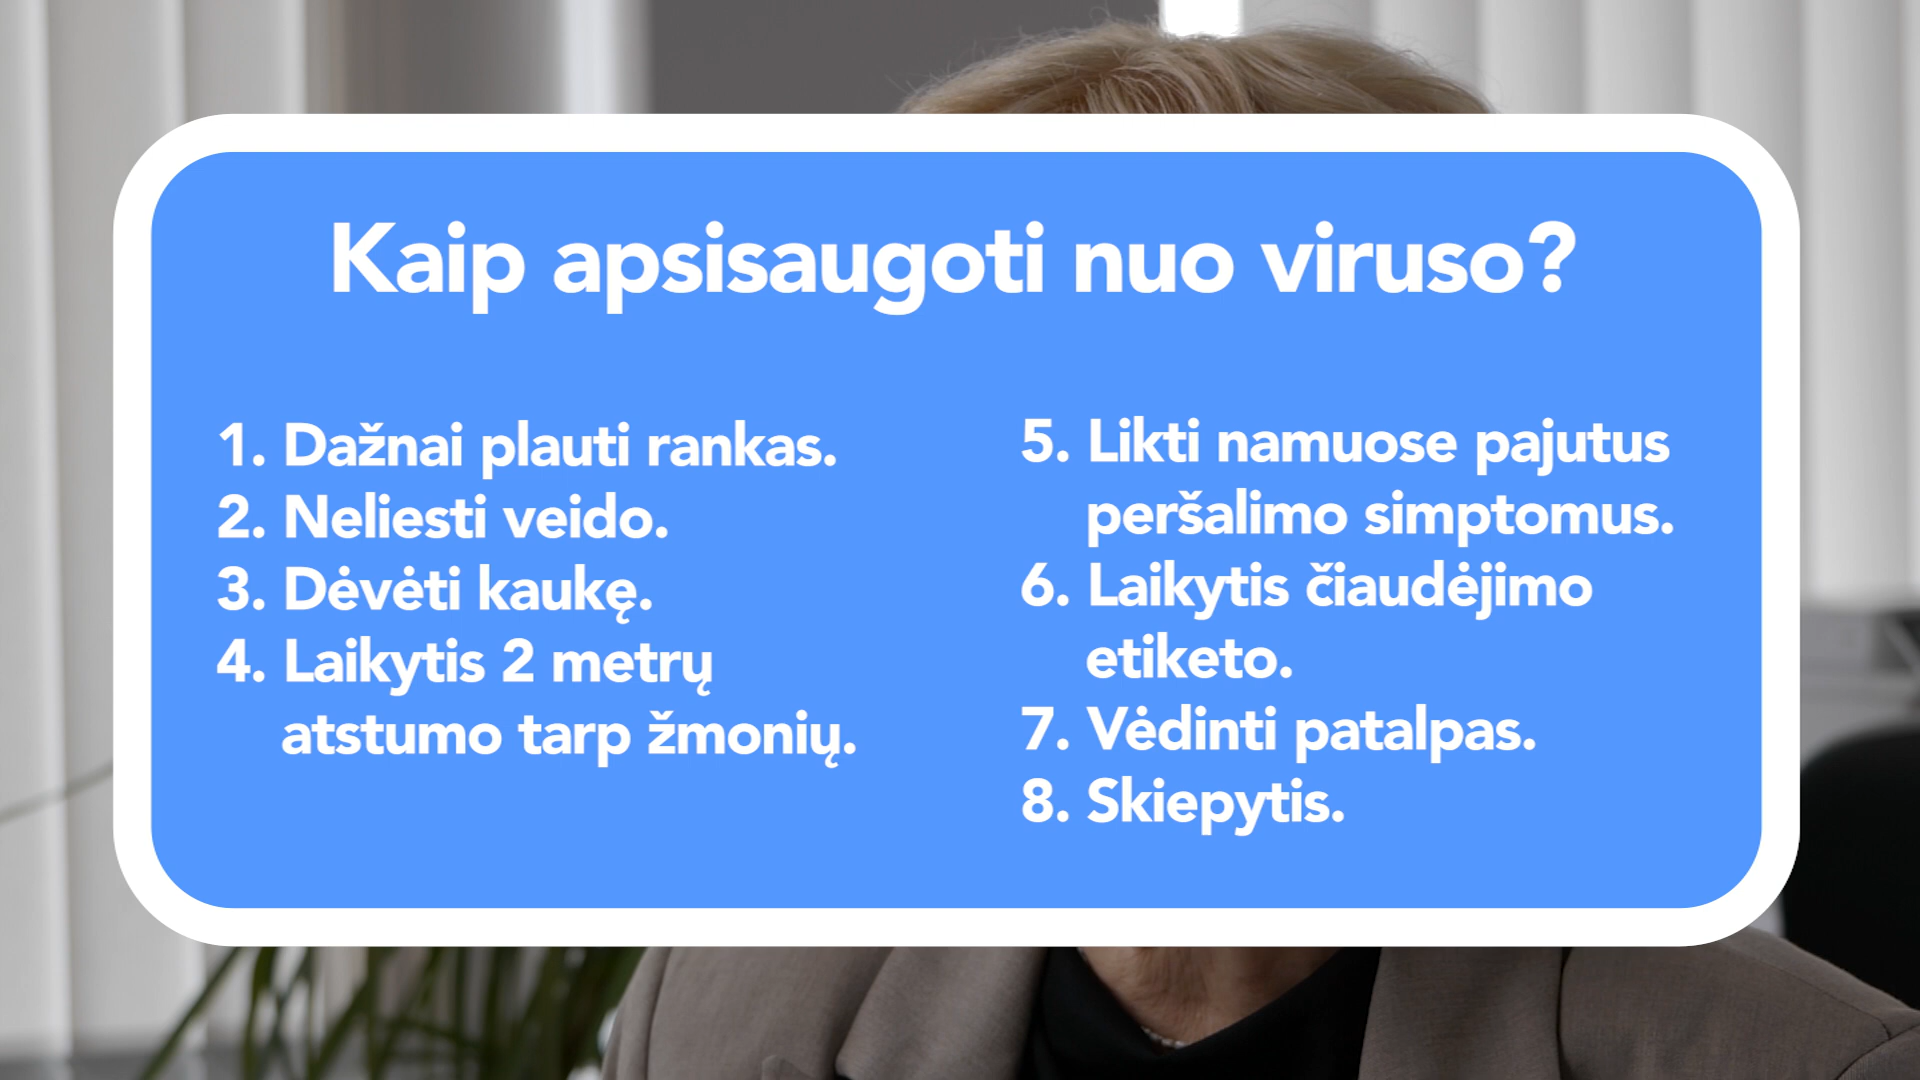 Kaip apsisaugoti nuo viruso?
1. Dažnai plauti rankas.
2. Neliesti veido.
3. Dėvėti kaukę.
4. Laikytis 2 metrų
atstumo tarp žmonių.
5. Likti namuose pajutus
peršalimo simptomus.
6. Laikytis čiaudėjimo
etiketo.
7. Vėdinti patalpas.
8. Skiepytis.